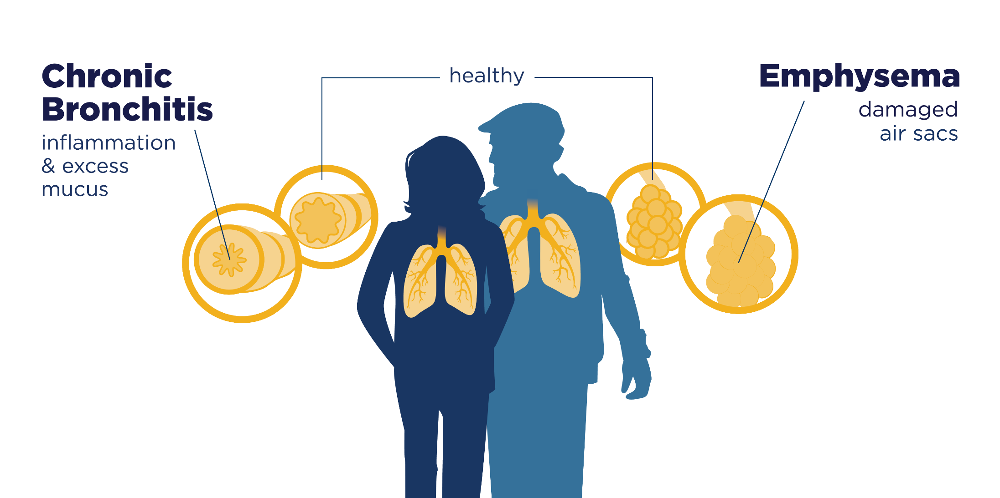 Chronic
Bronchitis
inflammation
& excess
mucus
healthy
Emphysema
damaged
air sacs